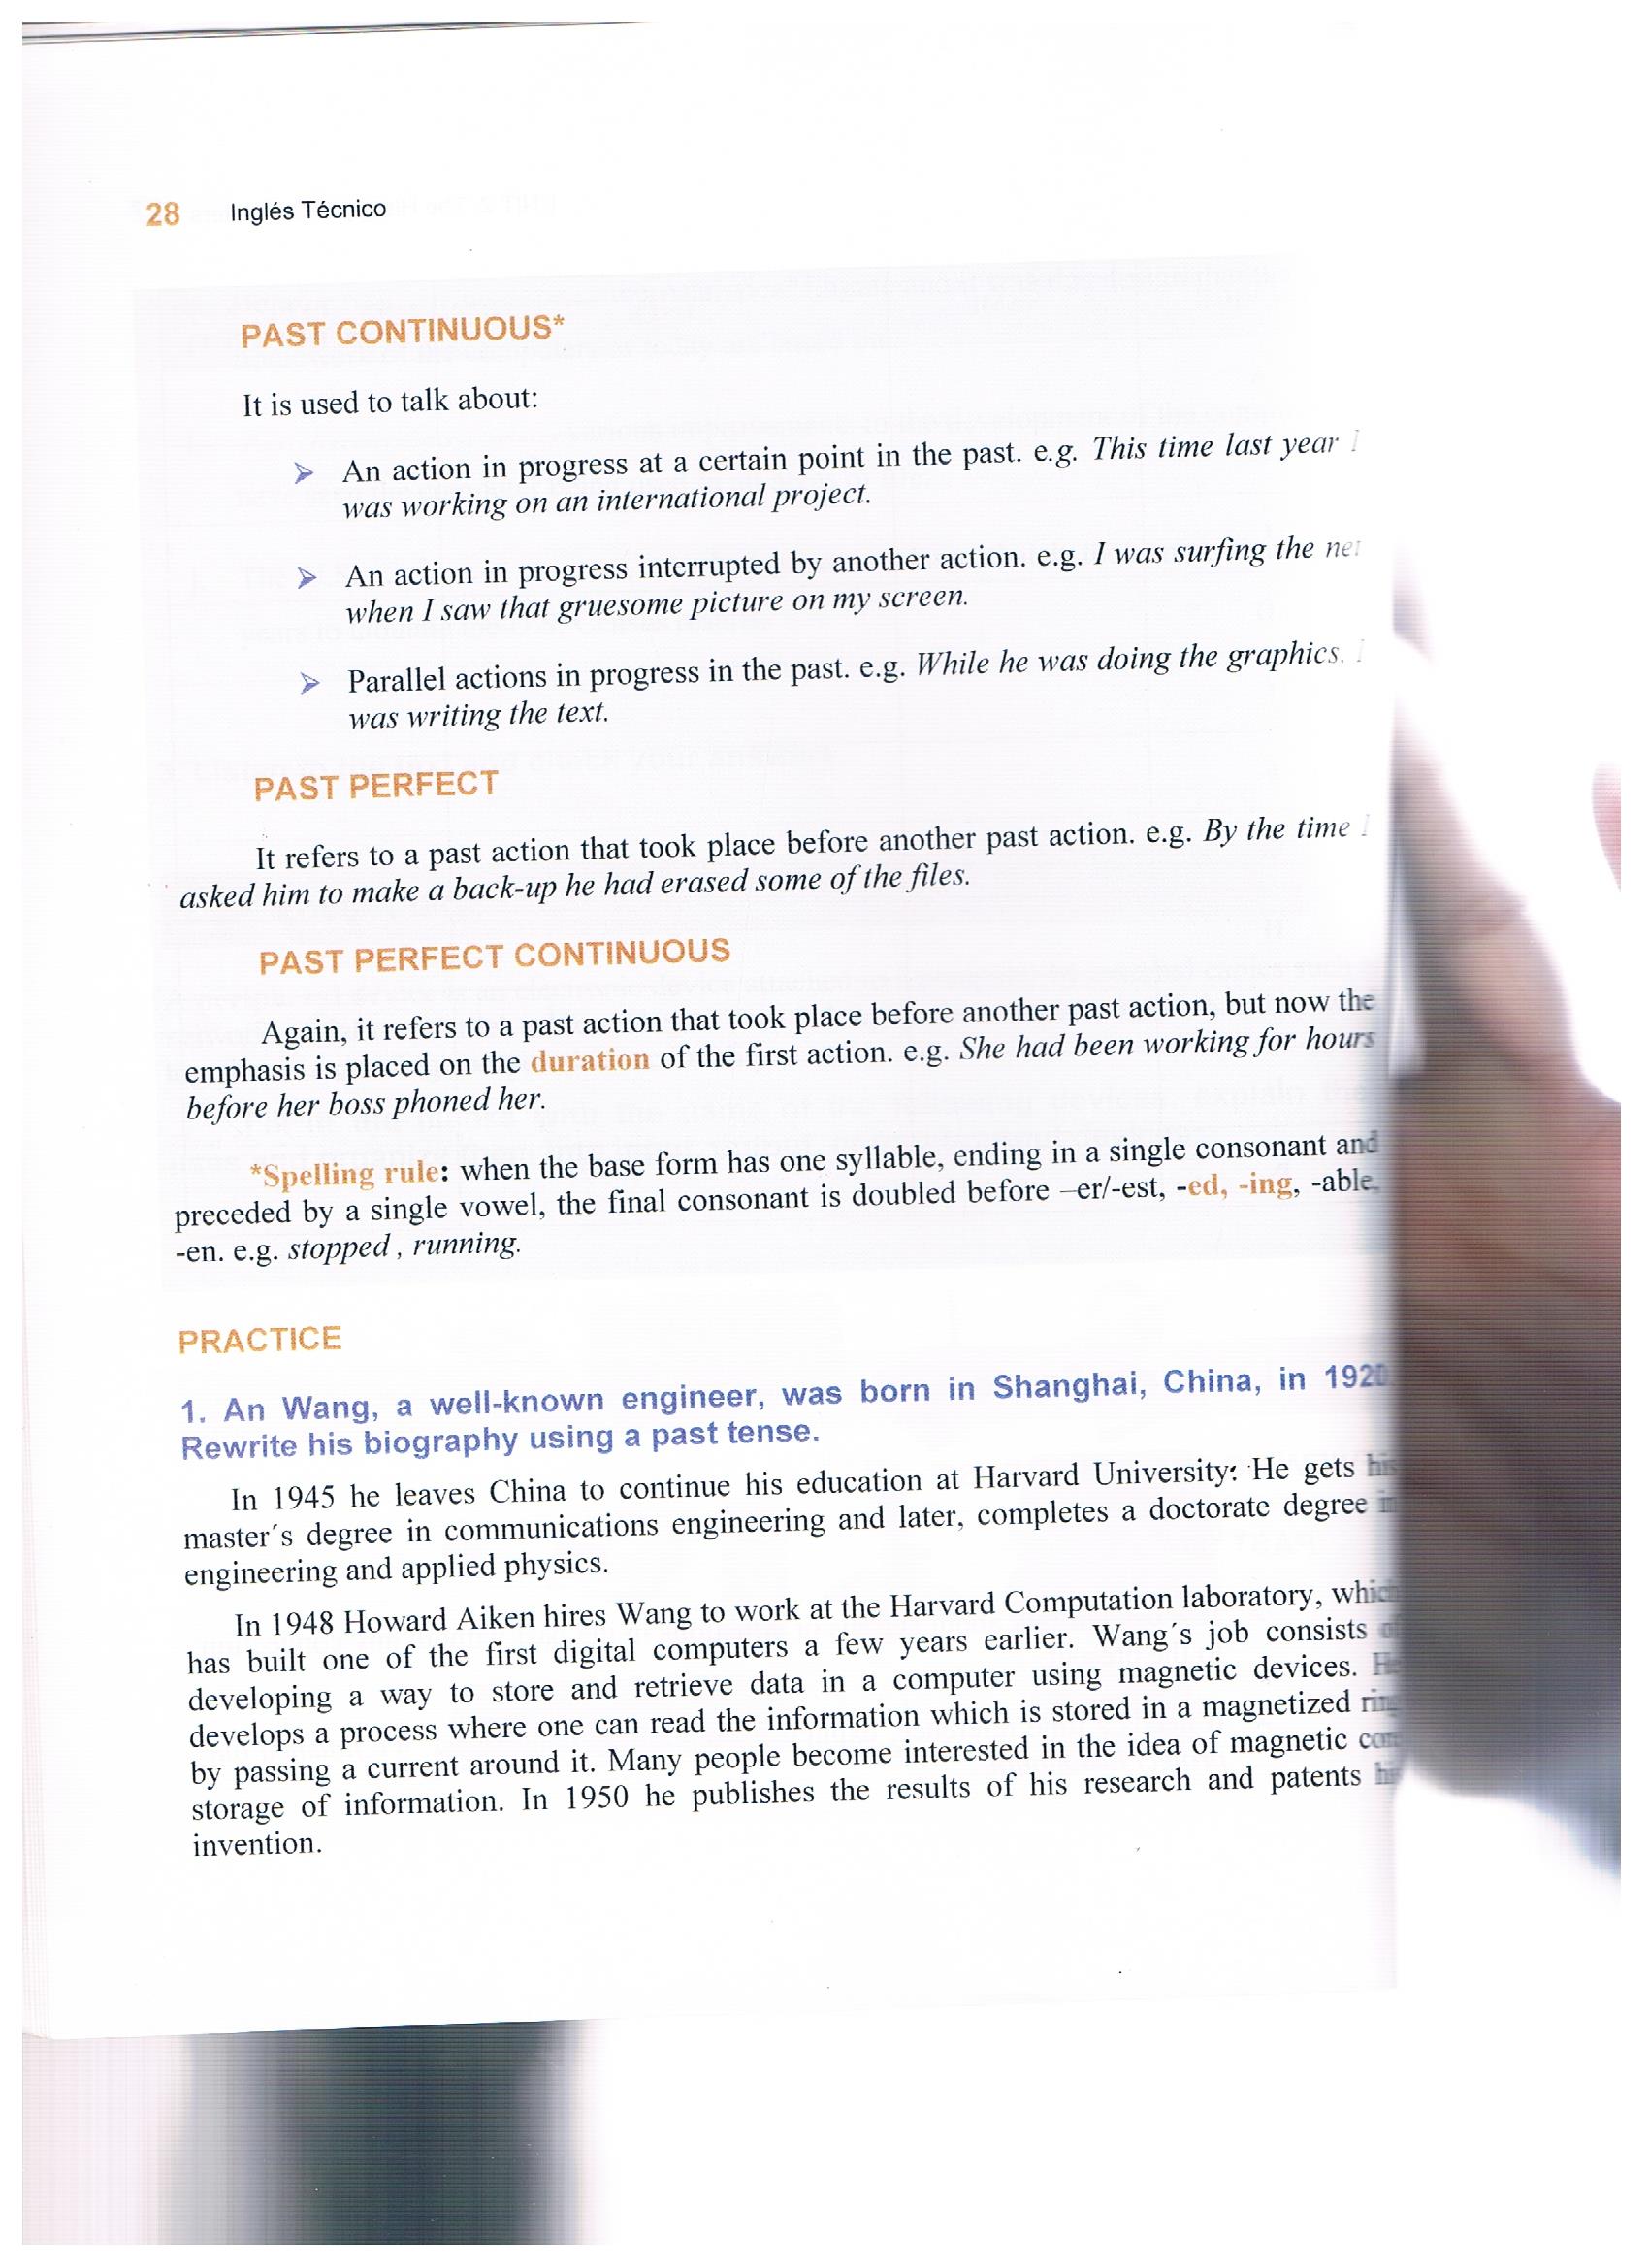 28 Inglés Técnico
PAST CONTINUOUS*
It is used to talk about:
➤ An action in progress at a certain point in the past. e.g. This time last year I
was working on an international project.
➤ An action in progress interrupted by another action. e.g. I was surfing the net
when I saw that gruesome picture on my screen.
➤ Parallel actions in progress in the past. e.g. While he was doing the graphics. I
was writing the text.
PAST PERFECT
It refers to a past action that took place before another past action. e.g. By the time I
asked him to make a back-up he had erased some of the files.
PAST PERFECT CONTINUOUS
Again, it refers to a past action that took place before another past action, but now the
emphasis is placed on the duration of the first action. e.g. She had been working for hours
before her boss phoned her.
*Spelling rule: when the base form has one syllable, ending in a single consonant and
preceded by a single vowel, the final consonant is doubled before –er/-est, -ed, -ing, -able,
-en. e.g. stopped , running.
PRACTICE
1. An Wang, a well-known engineer, was born in Shanghai, China, in 1920
Rewrite his biography using a past tense.
In 1945 he leaves China to continue his education at Harvard University: He gets his
master´s degree in communications engineering and later, completes a doctorate degree in
engineering and applied physics.
In 1948 Howard Aiken hires Wang to work at the Harvard Computation laboratory, which
has built one of the first digital computers a few years earlier. Wang´s job consists of
developing a way to store and retrieve data in a computer using magnetic devices. He
develops a process where one can read the information which is stored in a magnetized ring
by passing a current around it. Many people become interested in the idea of magnetic core
storage of information. In 1950 he publishes the results of his research and patents his
invention.